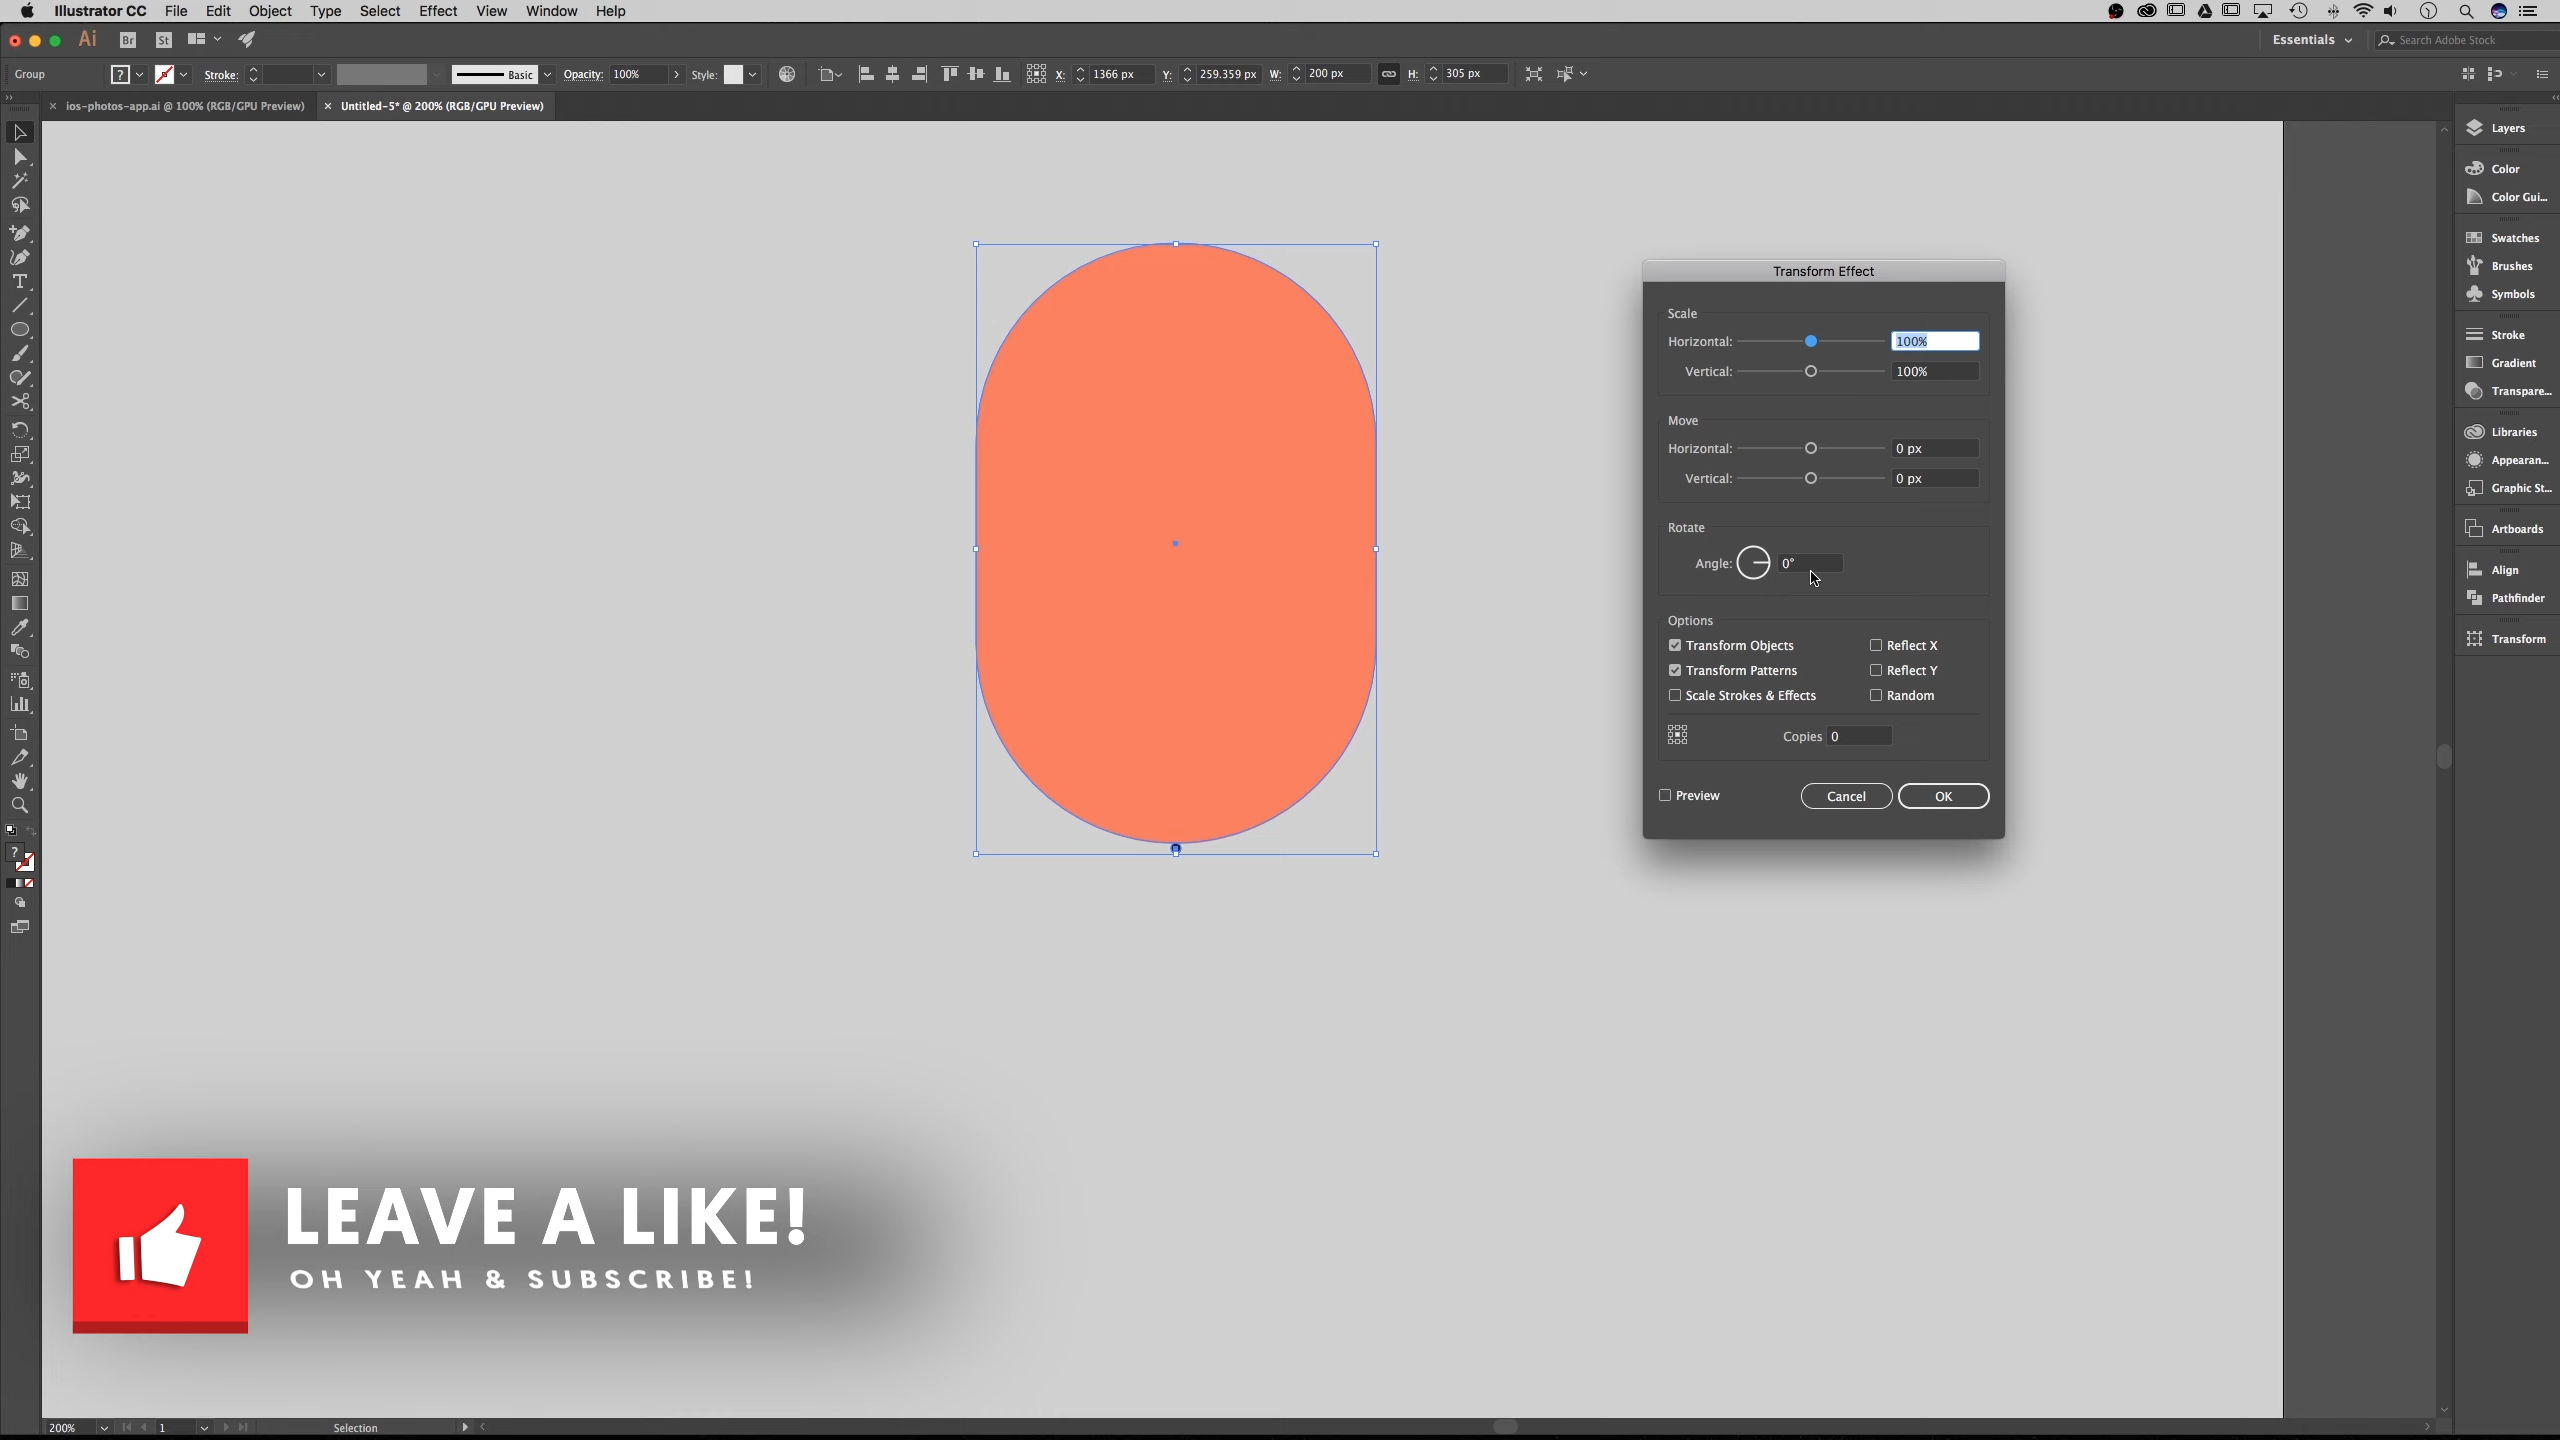 Illustrator CC File Edit Object Type Select Effect View Window Help
Ai Br St Essentials Search Adobe Stock
Group ? Stroke: Basic Opacity: 100% Style: X: 1366 px Y: 259.359 px W: 200 px H: 305 px
ios-photos-app.ai @ 100% (RGB/GPU Preview) Untitled-5* @ 200% (RGB/GPU Preview)
Layers
Color
Color Gui...
Swatches
Brushes
Symbols
Stroke
Gradient
Transpare...
Libraries
Appearan...
Graphic St...
Artboards
Align
Pathfinder
Transform
Transform Effect
Scale
Horizontal: 100%
Vertical: 100%
Move
Horizontal: 0 px
Vertical: 0 px
Rotate
Angle: 0°
Options
Transform Objects Reflect X
Transform Patterns Reflect Y
Scale Strokes & Effects Random
Copies 0
Preview Cancel OK
?
LEAVE A LIKE!
OH YEAH & SUBSCRIBE!
200% 1 Selection